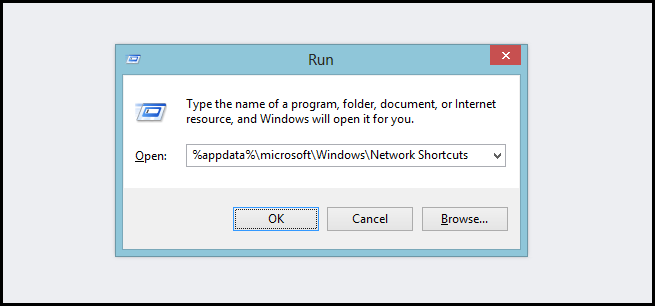 Run
Type the name of a program, folder, document, or Internet
resource, and Windows will open it for you.
Open: %appdata%\microsoft\Windows\Network Shortcuts
OK Cancel Browse...